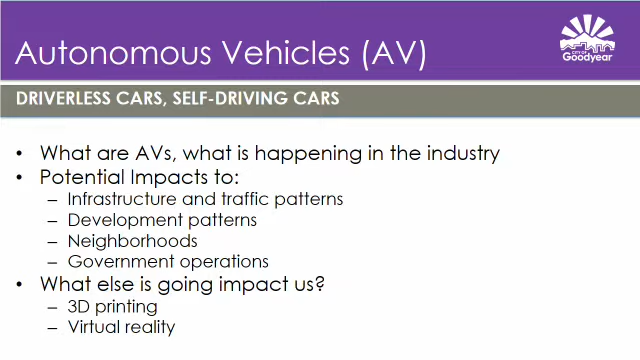 Autonomous Vehicles (AV)
CITY OF
Goodyear
DRIVERLESS CARS, SELF-DRIVING CARS
• What are AVs, what is happening in the industry
• Potential Impacts to:
– Infrastructure and traffic patterns
– Development patterns
– Neighborhoods
– Government operations
• What else is going impact us?
– 3D printing
– Virtual reality